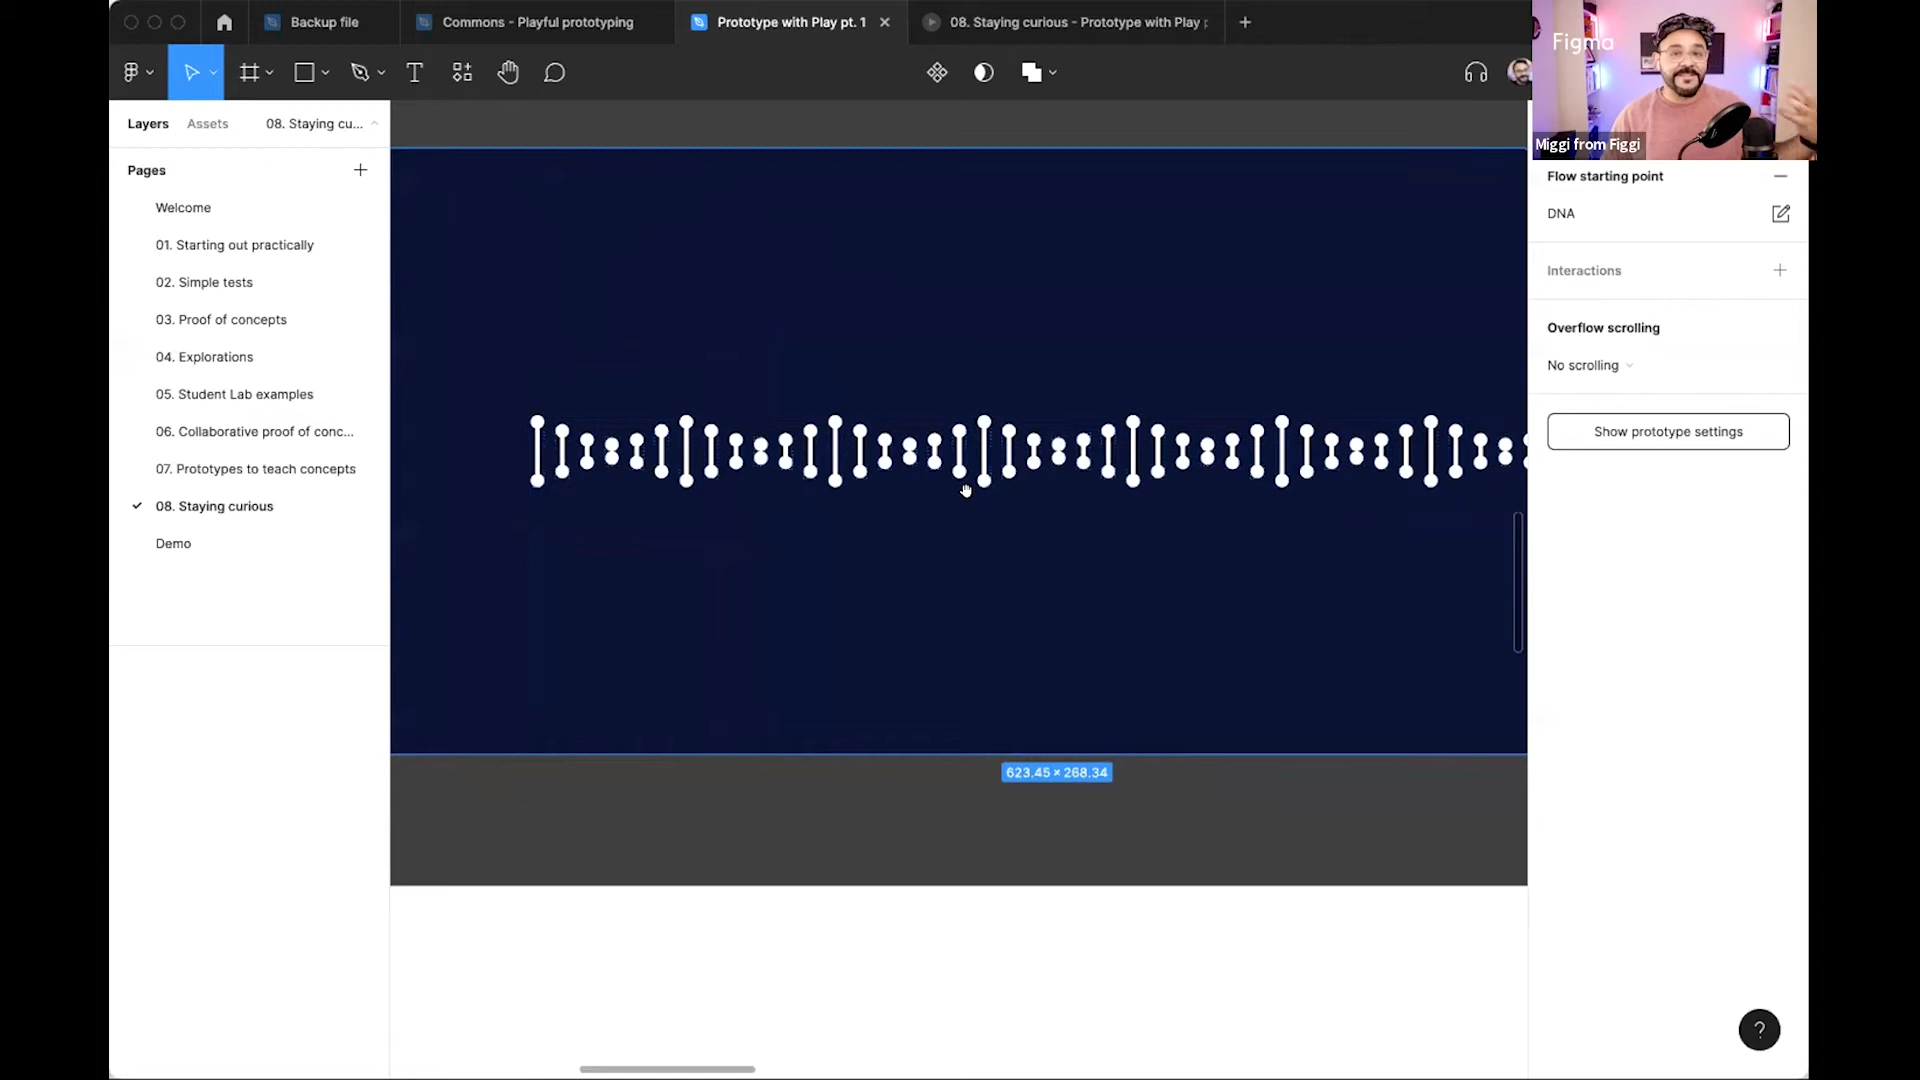 Backup file
Commons - Playful prototyping
Prototype with Play pt. 1
08. Staying curious - Prototype with Play
Figma
Miggi from Figgi
Layers
Assets
08. Staying cu...
Pages
Welcome
01. Starting out practically
02. Simple tests
03. Proof of concepts
04. Explorations
05. Student Lab examples
06. Collaborative proof of conc...
07. Prototypes to teach concepts
08. Staying curious
Demo
623.45 × 268.34
Flow starting point
DNA
Interactions
Overflow scrolling
No scrolling
Show prototype settings
?